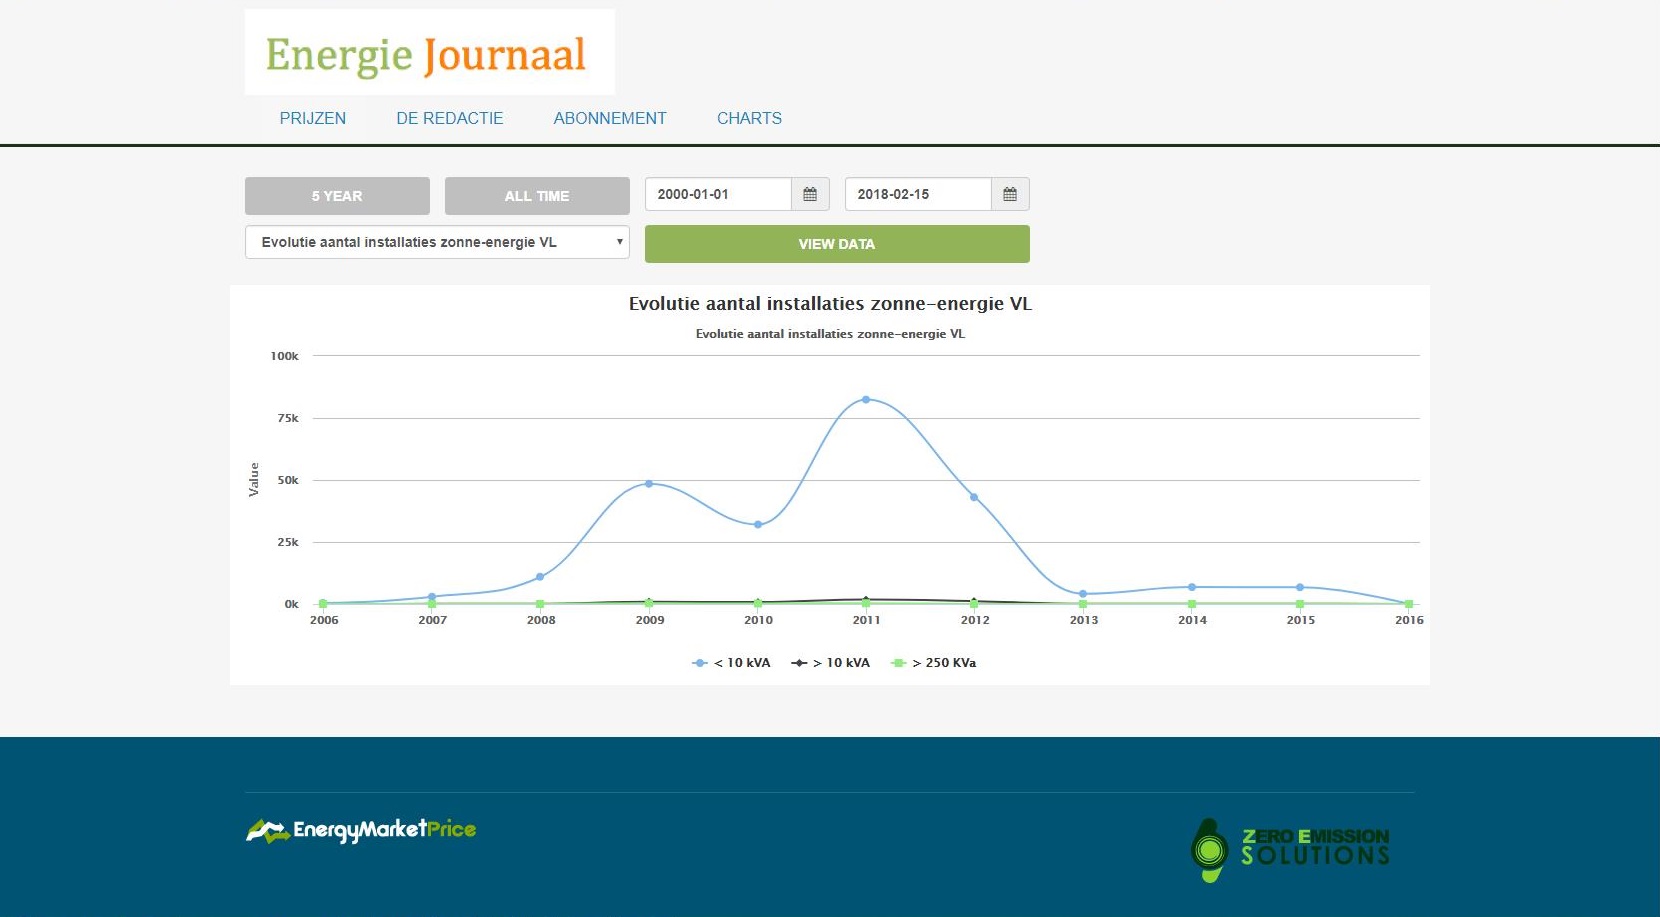 Energie Journaal
PRIJZEN DE REDACTIE ABONNEMENT CHARTS
5 YEAR ALL TIME 2000-01-01 2018-02-15
Evolutie aantal installaties zonne-energie VL VIEW DATA
Evolutie aantal installaties zonne-energie VL
Evolutie aantal installaties zonne-energie VL
100k
75k
50k
25k
0k
Value
2006 2007 2008 2009 2010 2011 2012 2013 2014 2015 2016
< 10 kVA > 10 kVA > 250 KVa
EnergyMarketPrice
ZERO EMISSION
SOLUTIONS